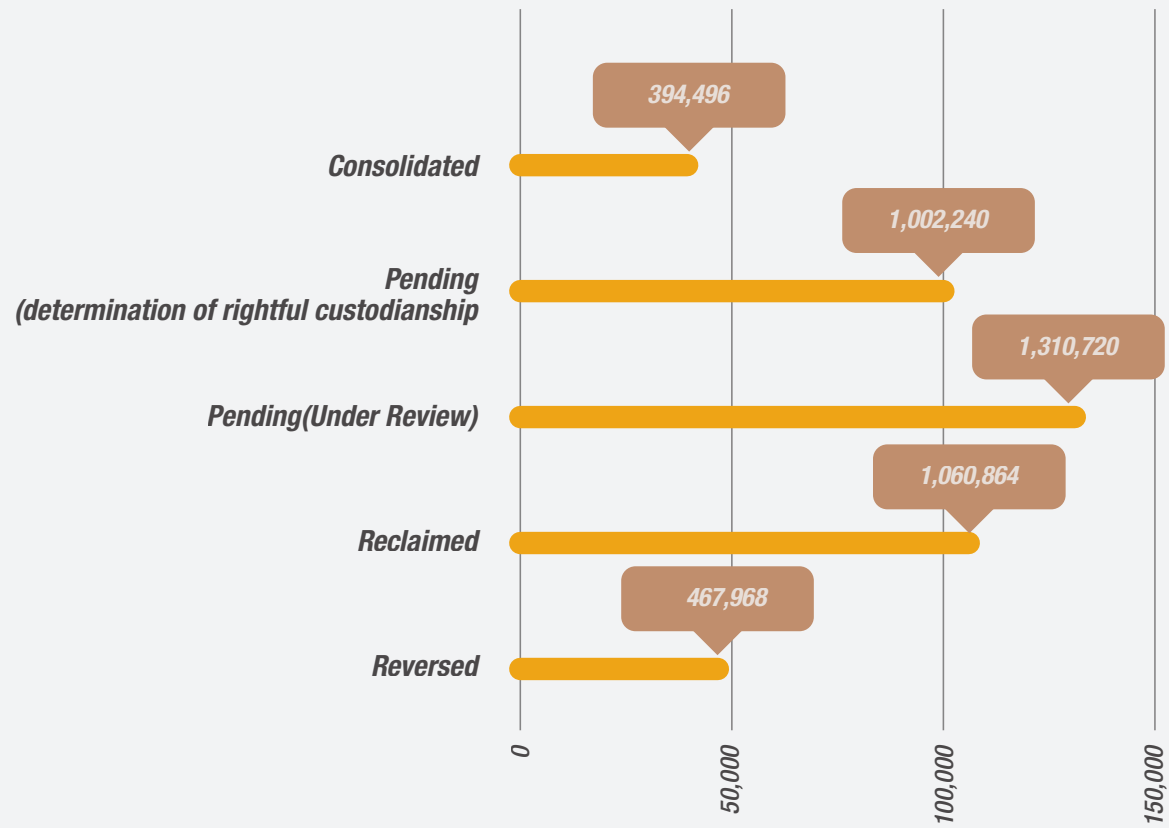 394,496
Consolidated
1,002,240
Pending
(determination of rightful custodianship
1,310,720
Pending(Under Review)
1,060,864
Reclaimed
467,968
Reversed
0
50,000
100,000
150,000